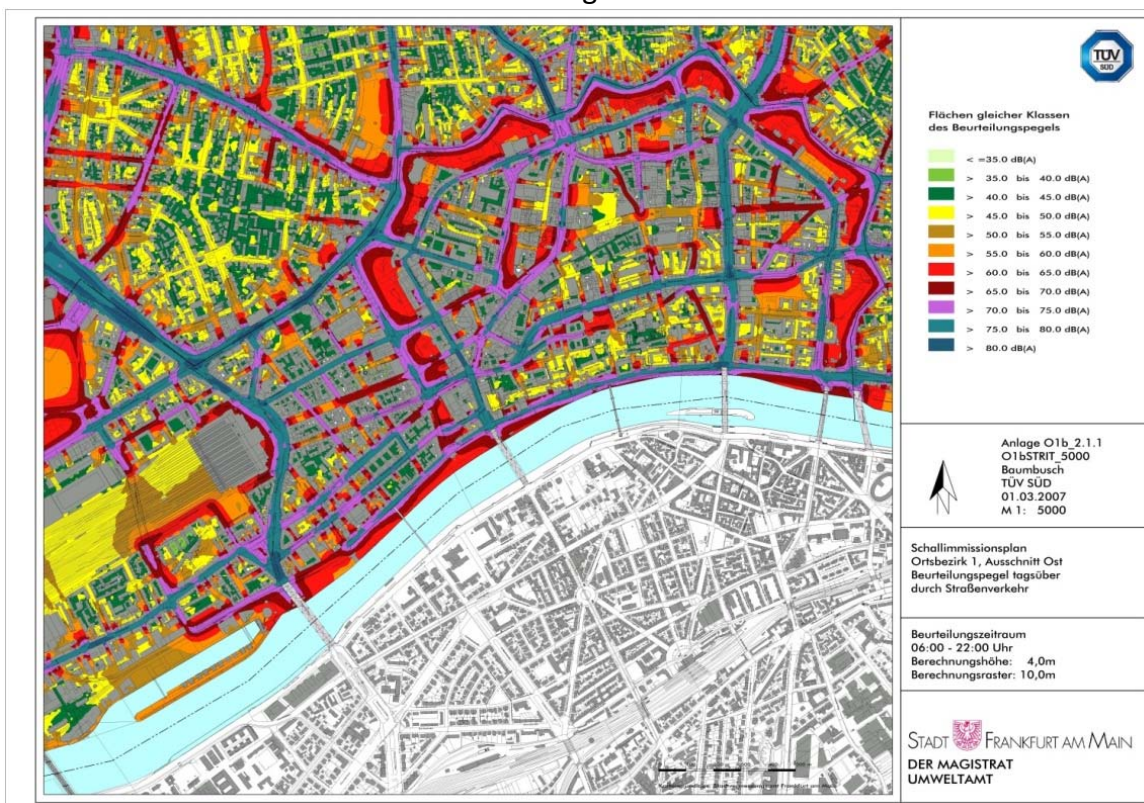 TÜV
SÜD
Flächen gleicher Klassen
des Beurteilungspegels
< =35.0 dB(A)
> 35.0 bis 40.0 dB(A)
> 40.0 bis 45.0 dB(A)
> 45.0 bis 50.0 dB(A)
> 50.0 bis 55.0 dB(A)
> 55.0 bis 60.0 dB(A)
> 60.0 bis 65.0 dB(A)
> 65.0 bis 70.0 dB(A)
> 70.0 bis 75.0 dB(A)
> 75.0 bis 80.0 dB(A)
> 80.0 dB(A)
Anlage O1b_2.1.1
O1bSTRIT_5000
Baumbusch
TÜV SÜD
01.03.2007
M 1: 5000
Schallimmissionsplan
Ortsbezirk 1, Ausschnitt Ost
Beurteilungspegel tagsüber
durch Straßenverkehr
Beurteilungszeitraum
06:00 - 22:00 Uhr
Berechnungshöhe: 4,0m
Berechnungsraster: 10,0m
STADT FRANKFURT AM MAIN
DER MAGISTRAT
UMWELTAMT